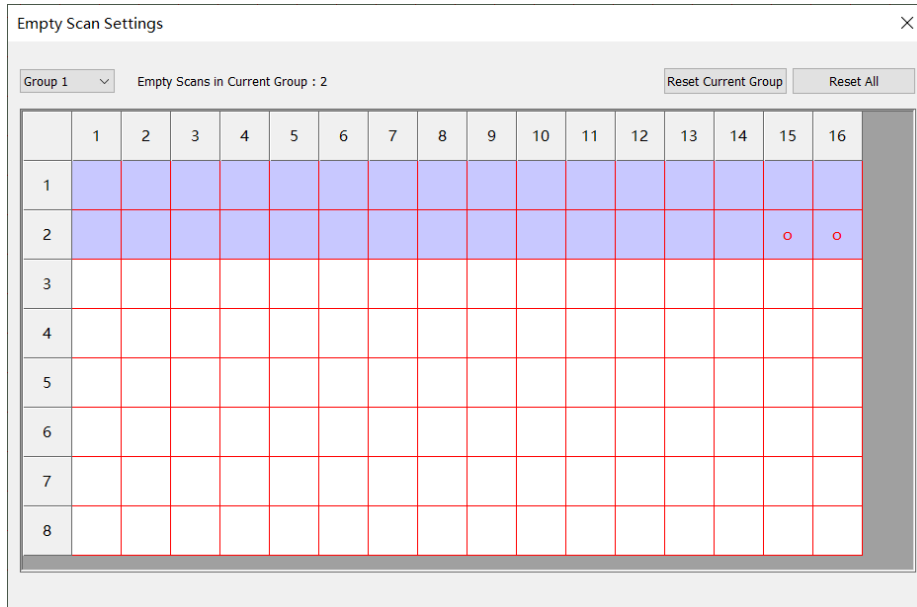 Empty Scan Settings
Group 1 Empty Scans in Current Group : 2 Reset Current Group Reset All
1 2 3 4 5 6 7 8 9 10 11 12 13 14 15 16
1
2 o o
3
4
5
6
7
8